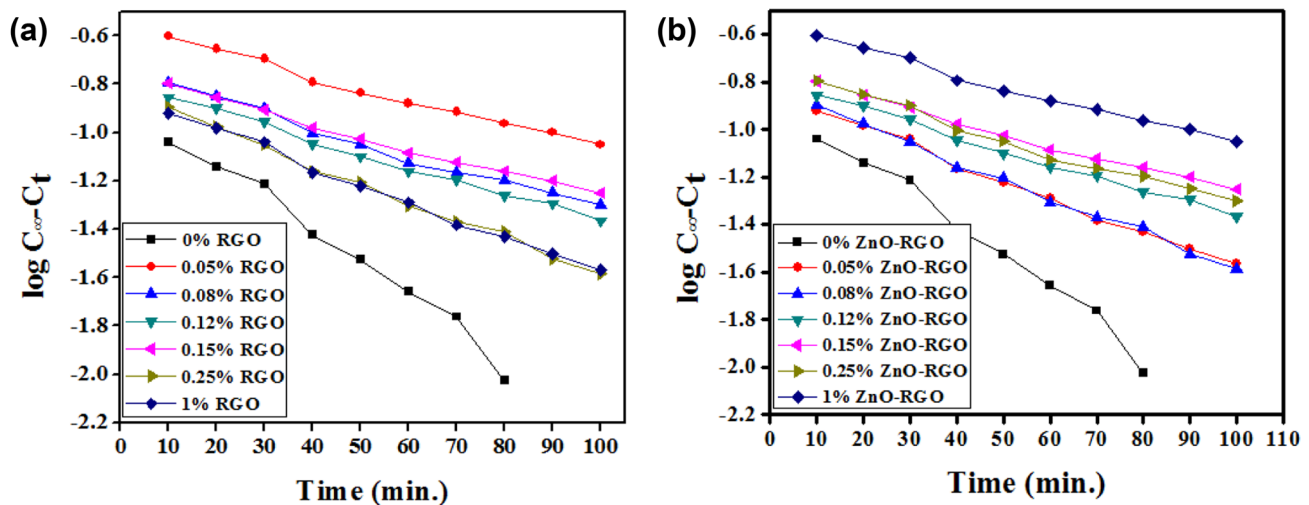 (a)
-0.6
-0.8
-1.0
-1.2
-1.4
-1.6
-1.8
-2.0
-2.2
log C∞-Ct
0% RGO
0.05% RGO
0.08% RGO
0.12% RGO
0.15% RGO
0.25% RGO
1% RGO
0 10 20 30 40 50 60 70 80 90 100
Time (min.)
(b)
-0.6
-0.8
-1.0
-1.2
-1.4
-1.6
-1.8
-2.0
-2.2
log C∞-Ct
0% ZnO-RGO
0.05% ZnO-RGO
0.08% ZnO-RGO
0.12% ZnO-RGO
0.15% ZnO-RGO
0.25% ZnO-RGO
1% ZnO-RGO
0 10 20 30 40 50 60 70 80 90 100 110
Time (min.)